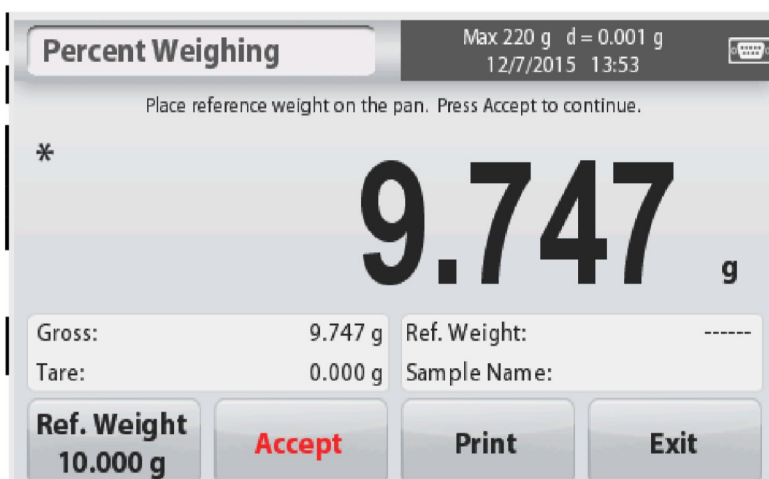 Percent Weighing
Max 220 g d = 0.001 g
12/7/2015 13:53
Place reference weight on the pan. Press Accept to continue.
*
9.747 g
Gross: 9.747 g
Tare: 0.000 g
Ref. Weight: ------
Sample Name:
Ref. Weight
10.000 g
Accept
Print
Exit